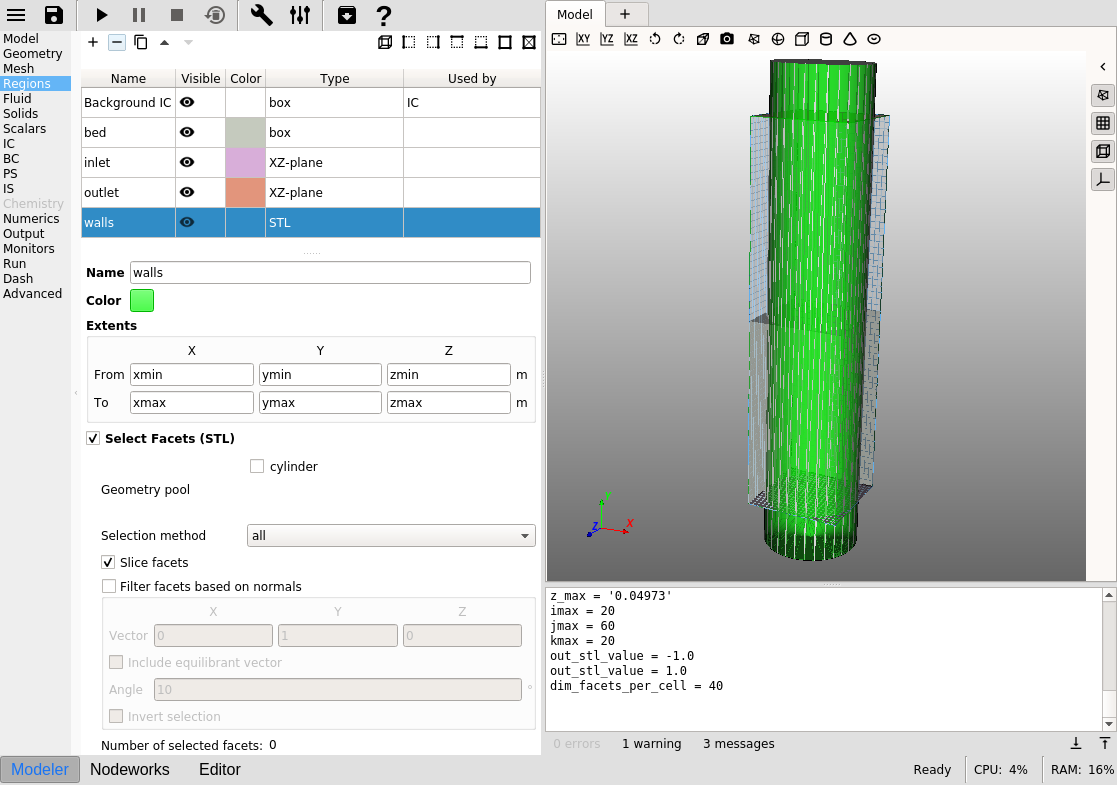 Model
+
Model
Geometry
Mesh
Regions
Fluid
Solids
Scalars
IC
BC
PS
IS
Chemistry
Numerics
Output
Monitors
Run
Dash
Advanced
XY YZ XZ
Name Visible Color Type Used by
Background IC box IC
bed box
inlet XZ-plane
outlet XZ-plane
walls STL
Name walls
Color
Extents
X Y Z
From xmin ymin zmin m
To xmax ymax zmax m
Select Facets (STL)
cylinder
Geometry pool
Selection method all
Slice facets
Filter facets based on normals
X Y Z
Vector 0 1 0
Include equilibrant vector
Angle 10 °
Invert selection
Number of selected facets: 0
Y
Z X
z_max = '0.04973'
imax = 20
jmax = 60
kmax = 20
out_stl_value = -1.0
out_stl_value = 1.0
dim_facets_per_cell = 40
0 errors 1 warning 3 messages
Modeler Nodeworks Editor
Ready CPU: 4% RAM: 16%